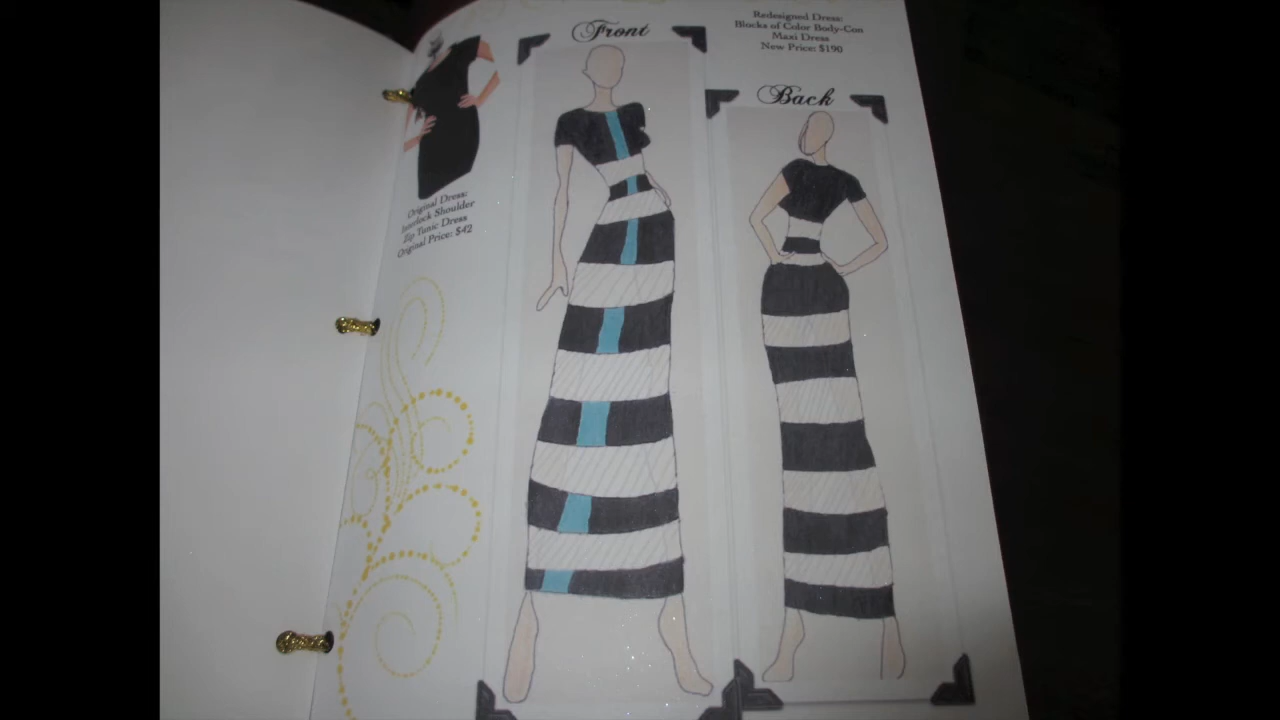 Front
Redesigned Dress:
Blocks of Color Body-Con
Maxi Dress
New Price: $190
Back
Original Dress:
Interlock Shoulder
Zip Tunic Dress
Original Price: $42